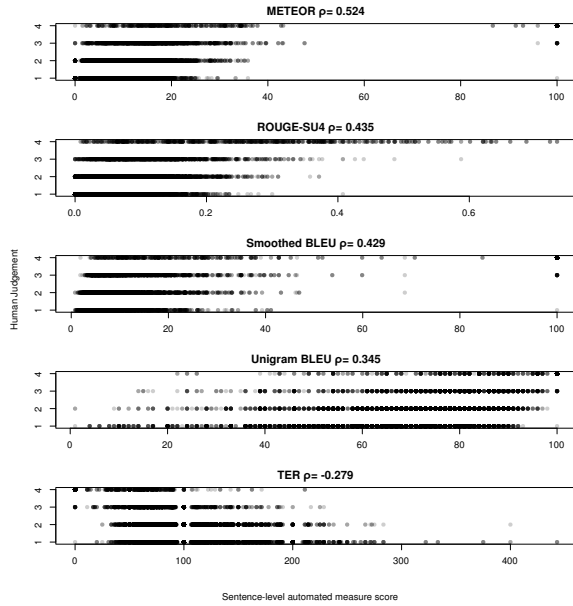 METEOR ρ= 0.524
4
3
2
1
0 20 40 60 80 100
ROUGE-SU4 ρ= 0.435
4
3
2
1
0.0 0.2 0.4 0.6
Smoothed BLEU ρ= 0.429
4
3
2
1
0 20 40 60 80 100
Human Judgement
Unigram BLEU ρ= 0.345
4
3
2
1
0 20 40 60 80 100
TER ρ= -0.279
4
3
2
1
0 100 200 300 400
Sentence-level automated measure score